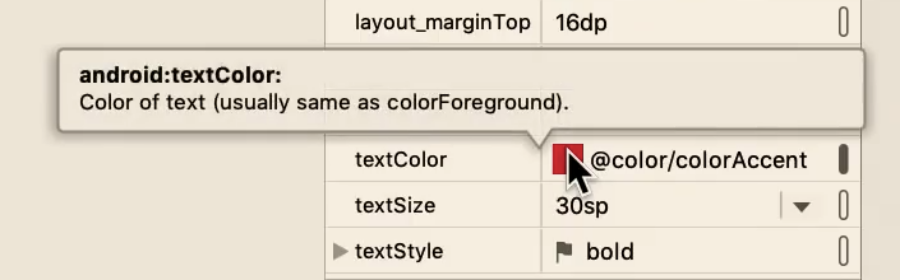 layout_marginTop 16dp
android:textColor:
Color of text (usually same as colorForeground).
textColor @color/colorAccent
textSize 30sp
textStyle bold